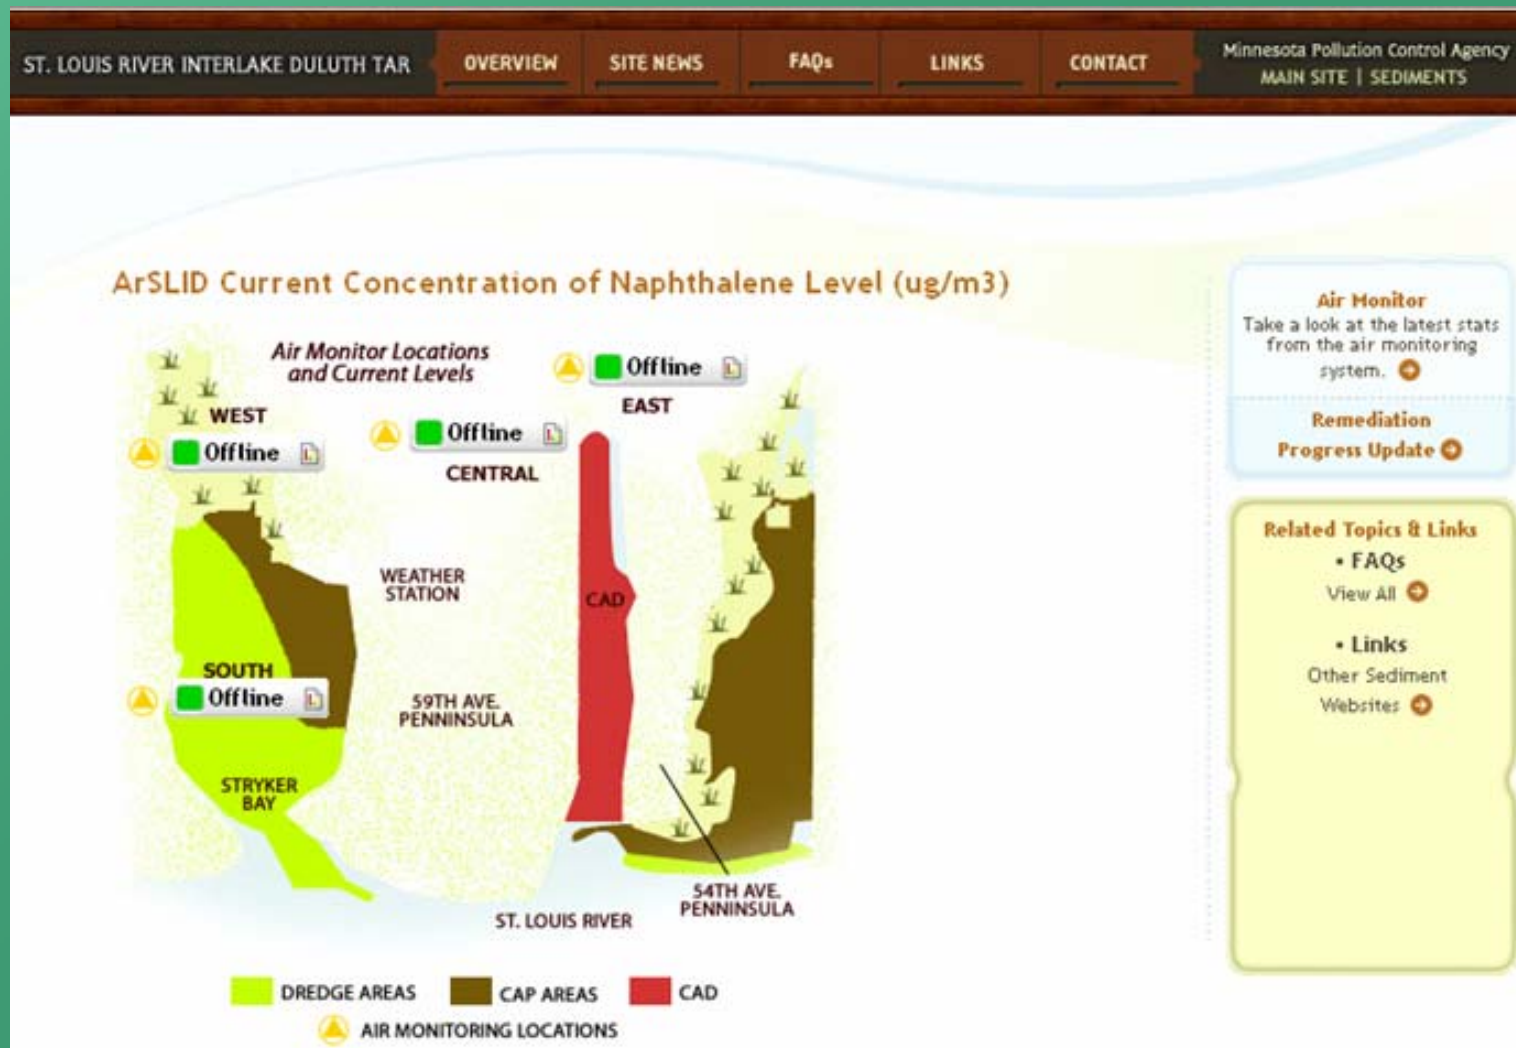 ST. LOUIS RIVER INTERLAKE DULUTH TAR
OVERVIEW
SITE NEWS
FAQs
LINKS
CONTACT
Minnesota Pollution Control Agency
MAIN SITE | SEDIMENTS
ArSLID Current Concentration of Naphthalene Level (ug/m3)
Air Monitor Locations
and Current Levels
Offline
EAST
WEST
Offline
Offline
CENTRAL
WEATHER
STATION
CAD
SOUTH
Offline
59TH AVE.
PENNINSULA
STRYKER
BAY
54TH AVE.
PENNINSULA
ST. LOUIS RIVER
DREDGE AREAS
CAP AREAS
CAD
AIR MONITORING LOCATIONS
Air Monitor
Take a look at the latest stats
from the air monitoring
system.
Remediation
Progress Update
Related Topics & Links
• FAQs
View All
• Links
Other Sediment
Websites